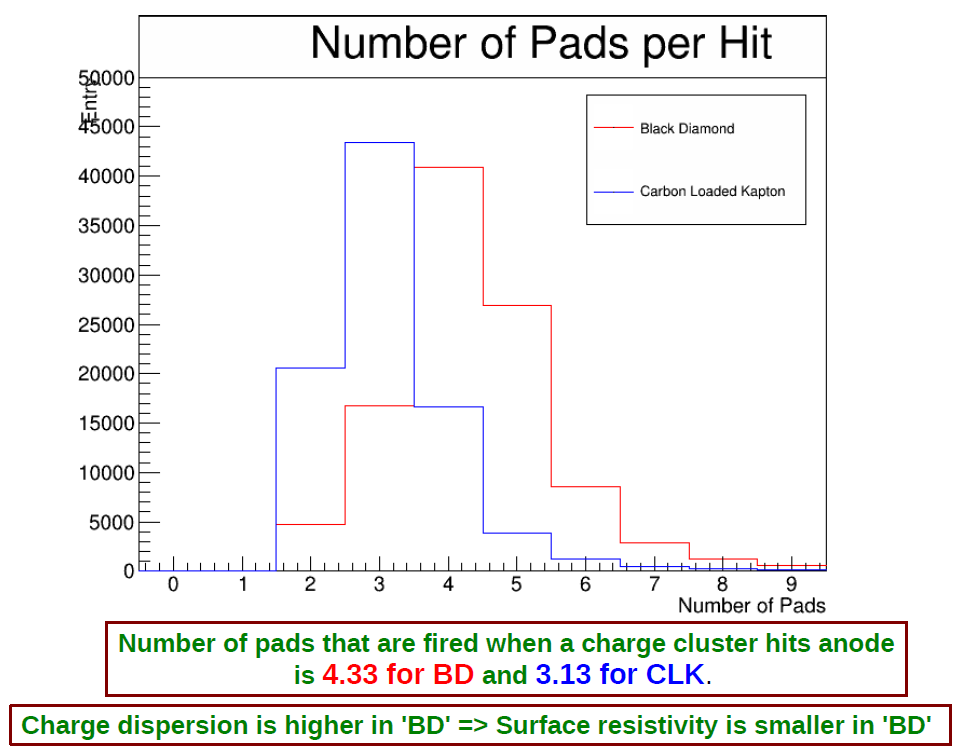 Number of Pads per Hit
Entry
50000
45000
40000
35000
30000
25000
20000
15000
10000
5000
0
Black Diamond
Carbon Loaded Kapton
0 1 2 3 4 5 6 7 8 9
Number of Pads
Number of pads that are fired when a charge cluster hits anode
is 4.33 for BD and 3.13 for CLK.
Charge dispersion is higher in 'BD' => Surface resistivity is smaller in 'BD'